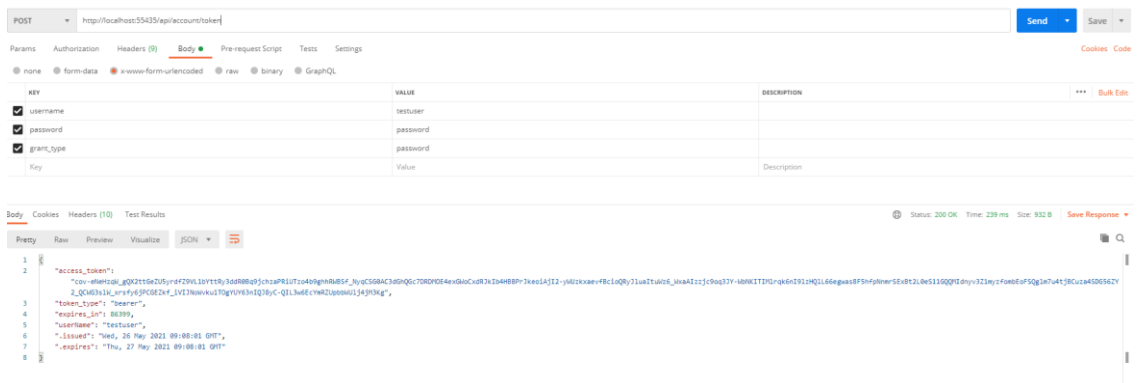 POST http://localhost:55435/api/account/token Send Save
Params Authorization Headers (9) Body Pre-request Script Tests Settings Cookies Code
none form-data x-www-form-urlencoded raw binary GraphQL
KEY VALUE DESCRIPTION ••• Bulk Edit
username testuser
password password
grant_type password
Key Value Description
Body Cookies Headers (10) Test Results Status: 200 OK Time: 239 ms Size: 932 B Save Response
Pretty Raw Preview Visualize JSON
1 {
2 "access_token":
3 "token_type": "bearer",
4 "expires_in": 86399,
5 "userName": "testuser",
6 ".issued": "Wed, 26 May 2021 09:08:01 GMT",
7 ".expires": "Thu, 27 May 2021 09:08:01 GMT"
8 }